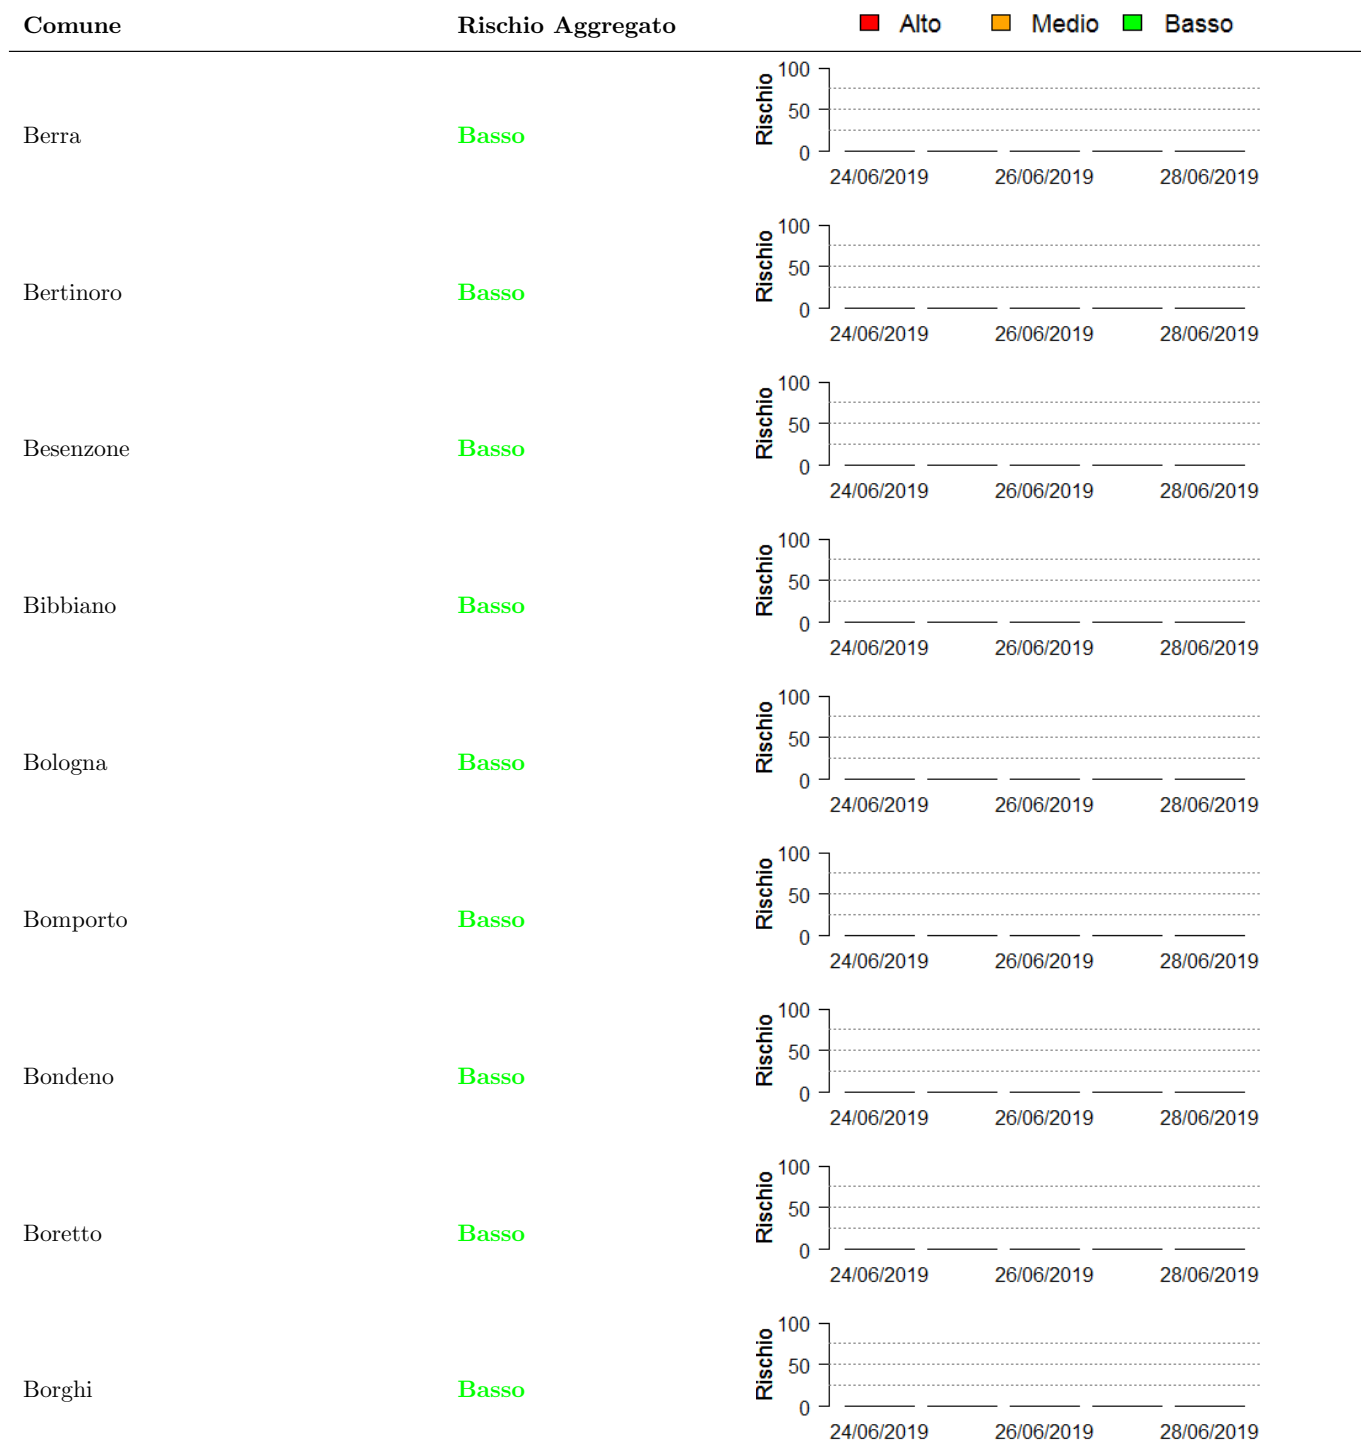 Comune Rischio Aggregato Alto Medio Basso
Berra Basso Rischio 100 50 0
24/06/2019 26/06/2019 28/06/2019
Bertinoro Basso Rischio 100 50 0
24/06/2019 26/06/2019 28/06/2019
Besenzone Basso Rischio 100 50 0
24/06/2019 26/06/2019 28/06/2019
Bibbiano Basso Rischio 100 50 0
24/06/2019 26/06/2019 28/06/2019
Bologna Basso Rischio 100 50 0
24/06/2019 26/06/2019 28/06/2019
Bomporto Basso Rischio 100 50 0
24/06/2019 26/06/2019 28/06/2019
Bondeno Basso Rischio 100 50 0
24/06/2019 26/06/2019 28/06/2019
Boretto Basso Rischio 100 50 0
24/06/2019 26/06/2019 28/06/2019
Borghi Basso Rischio 100 50 0
24/06/2019 26/06/2019 28/06/2019